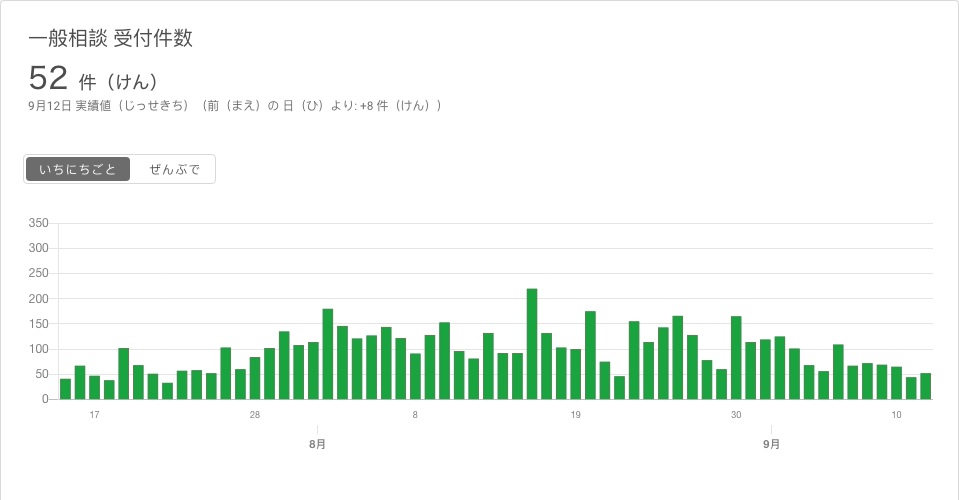 一般相談 受付件数
52 件（けん）
9月12日 実績値（じっせきち）（前（まえ）の 日（ひ）より: +8 件（けん））
いちにちごと ぜんぶで
350
300
250
200
150
100
50
0
17 28 8 19 30 10
8月 9月